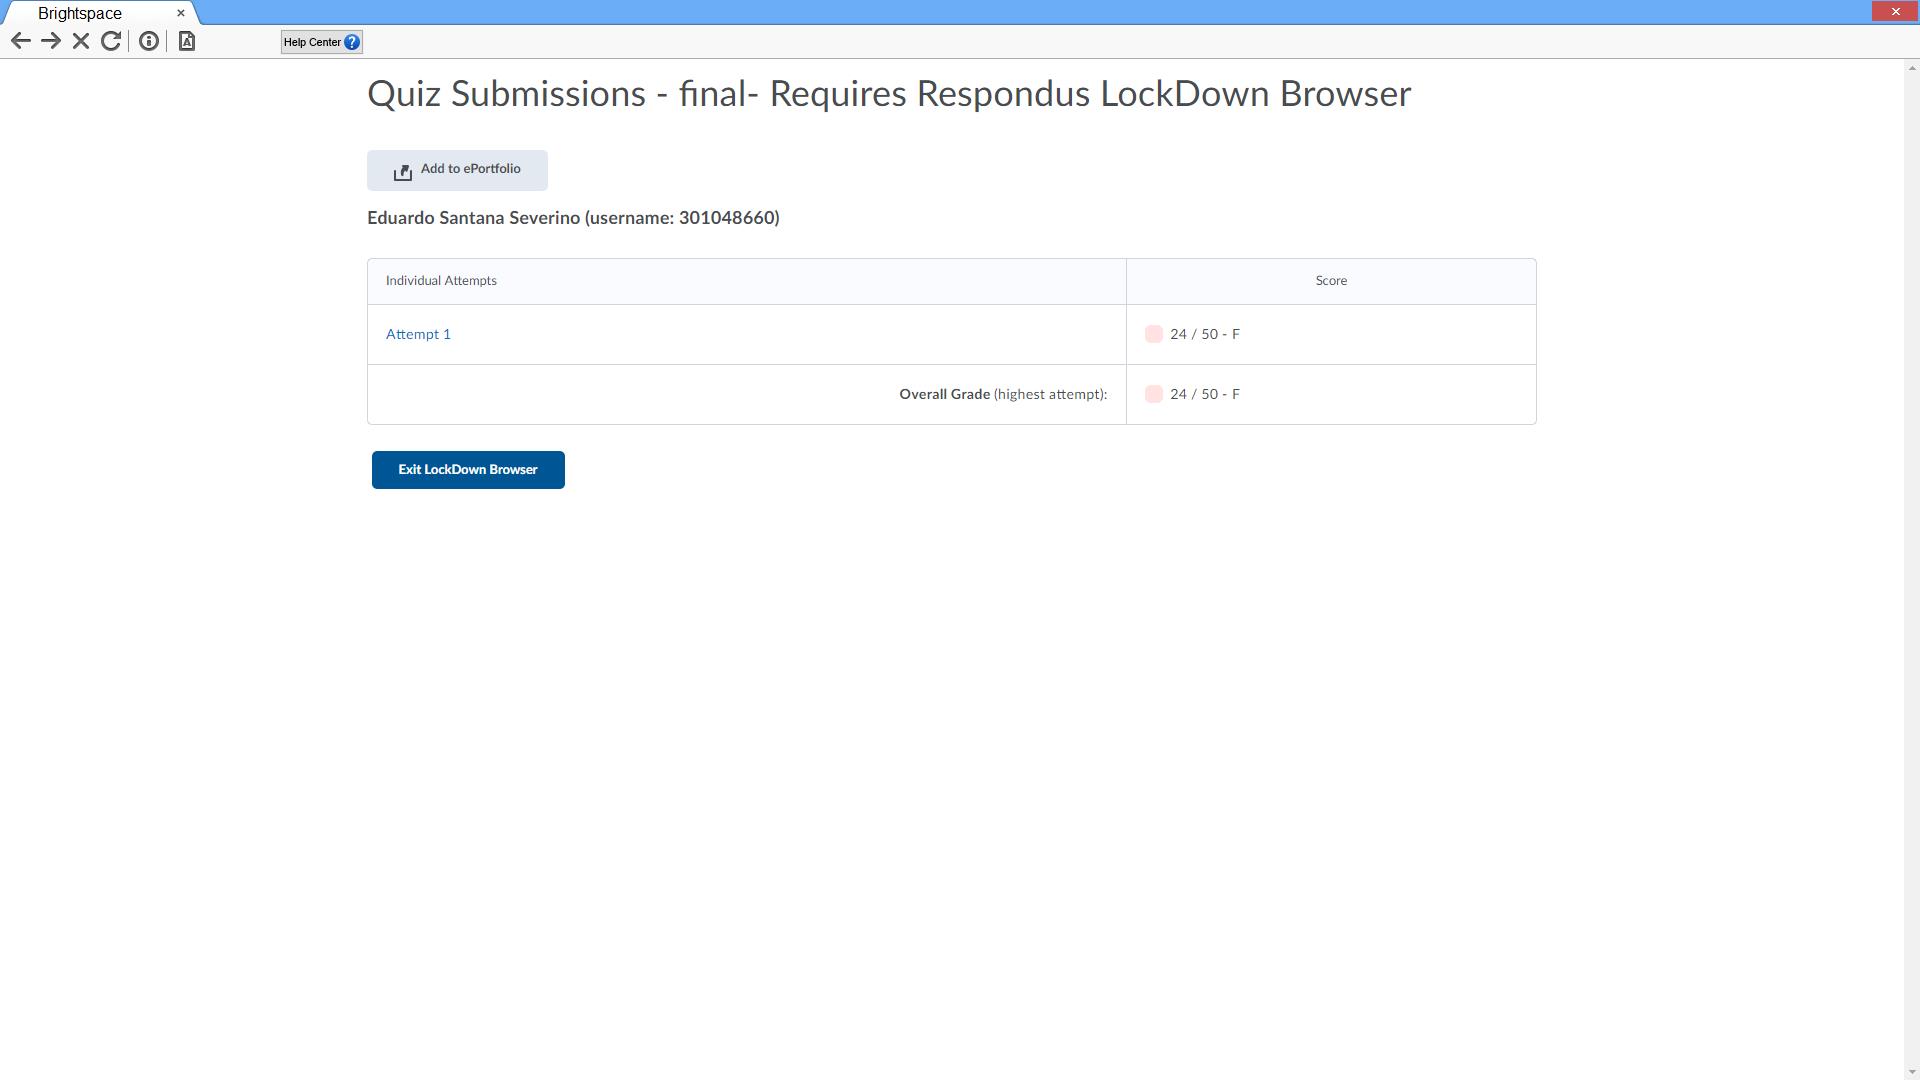 Brightspace
Help Center
Quiz Submissions - final- Requires Respondus LockDown Browser
Add to ePortfolio
Eduardo Santana Severino (username: 301048660)
Individual Attempts Score
Attempt 1 24 / 50 - F
Overall Grade (highest attempt): 24 / 50 - F
Exit LockDown Browser